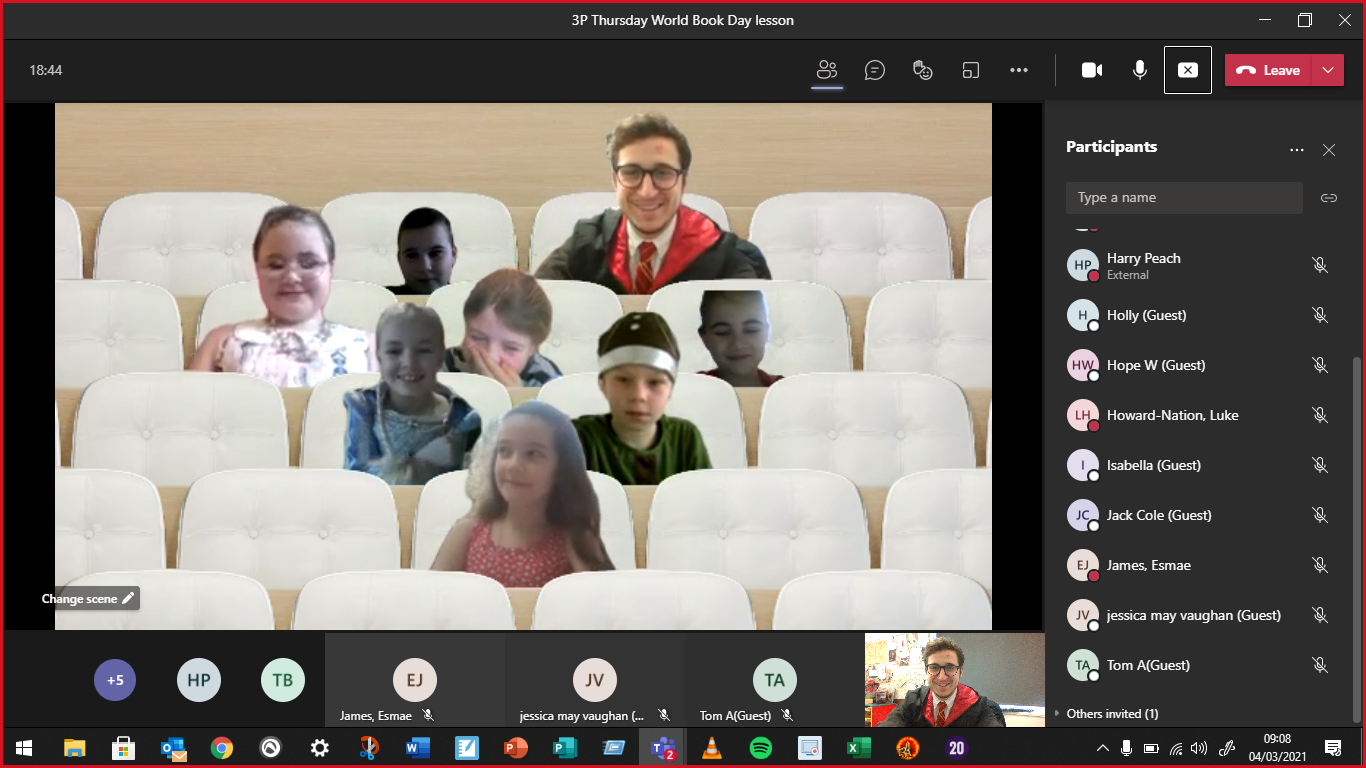 3P Thursday World Book Day lesson
18:44
Leave
Participants
Type a name
HP
Harry Peach
External
H
Holly (Guest)
HW
Hope W (Guest)
LH
Howard-Nation, Luke
I
Isabella (Guest)
JC
Jack Cole (Guest)
EJ
James, Esmae
JV
jessica may vaughan (Guest)
TA
Tom A(Guest)
Others invited (1)
Change scene
+5
HP
TB
EJ
James, Esmae
JV
jessica may vaughan (...
TA
Tom A(Guest)
2
20
09:08
04/03/2021